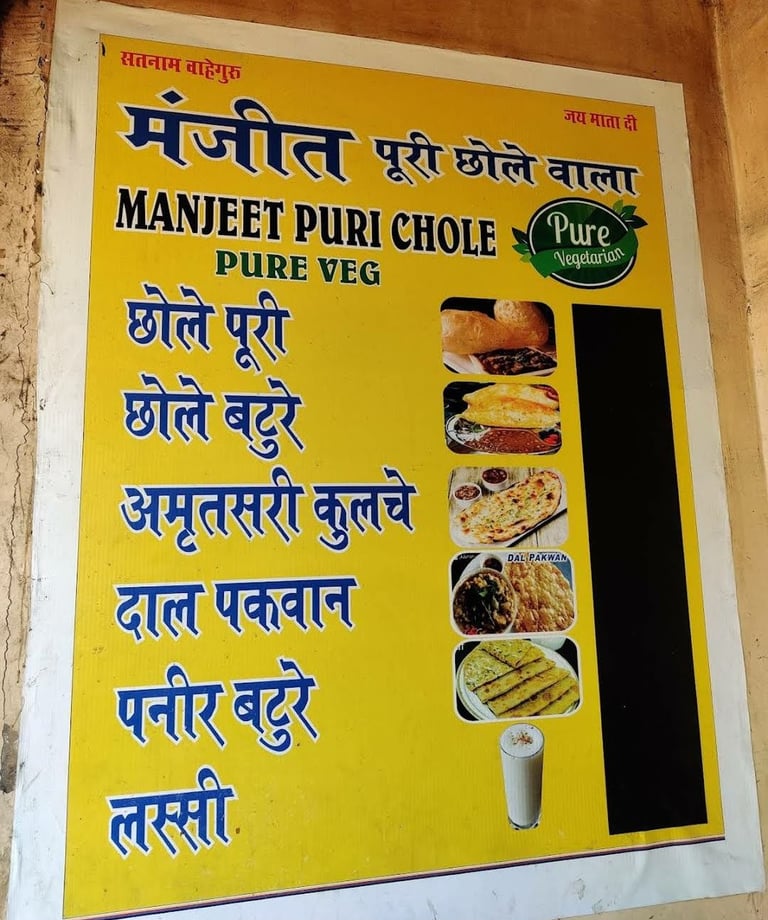 सतनाम वाहेगुरू
जय माता दी
मंजीत पूरी छोले वाला
MANJEET PURI CHOLE
PURE VEG
Pure
Vegetarian
छोले पूरी
छोले बटुरे
अमृतसरी कुलचे
DAL PAKWAN
दाल पकवान
पनीर बटुरे
लस्सी